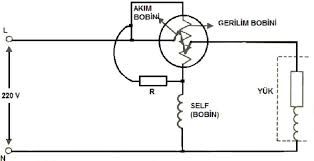 AKIM
BOBİNİ
GERİLİM BOBİNİ
L
R
220 V
SELF
(BOBİN)
YÜK
N